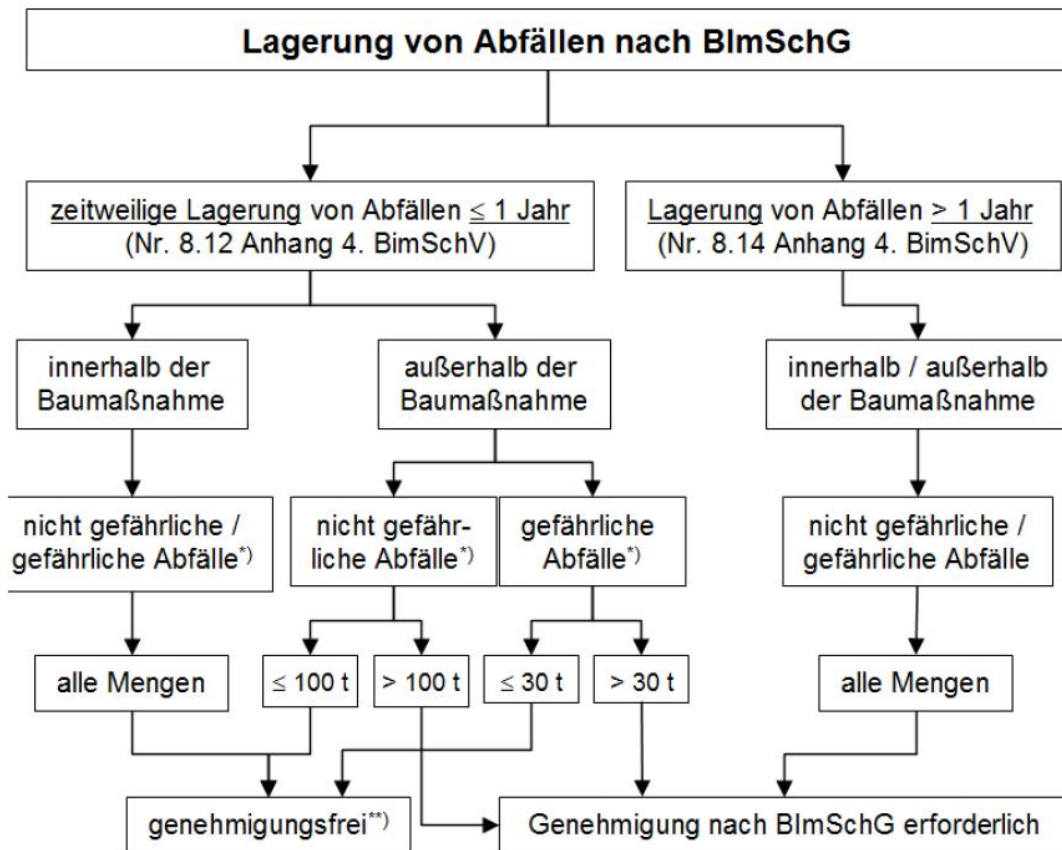 Lagerung von Abfällen nach BImSchG
zeitweilige Lagerung von Abfällen ≤ 1 Jahr
(Nr. 8.12 Anhang 4. BimSchV)
Lagerung von Abfällen > 1 Jahr
(Nr. 8.14 Anhang 4. BimSchV)
innerhalb der
Baumaßnahme
außerhalb der
Baumaßnahme
innerhalb / außerhalb
der Baumaßnahme
nicht gefährliche /
gefährliche Abfälle*)
nicht gefähr-
liche Abfälle*)
gefährliche
Abfälle*)
nicht gefährliche /
gefährliche Abfälle
alle Mengen
≤ 100 t
> 100 t
≤ 30 t
> 30 t
alle Mengen
genehmigungsfrei**)
Genehmigung nach BImSchG erforderlich